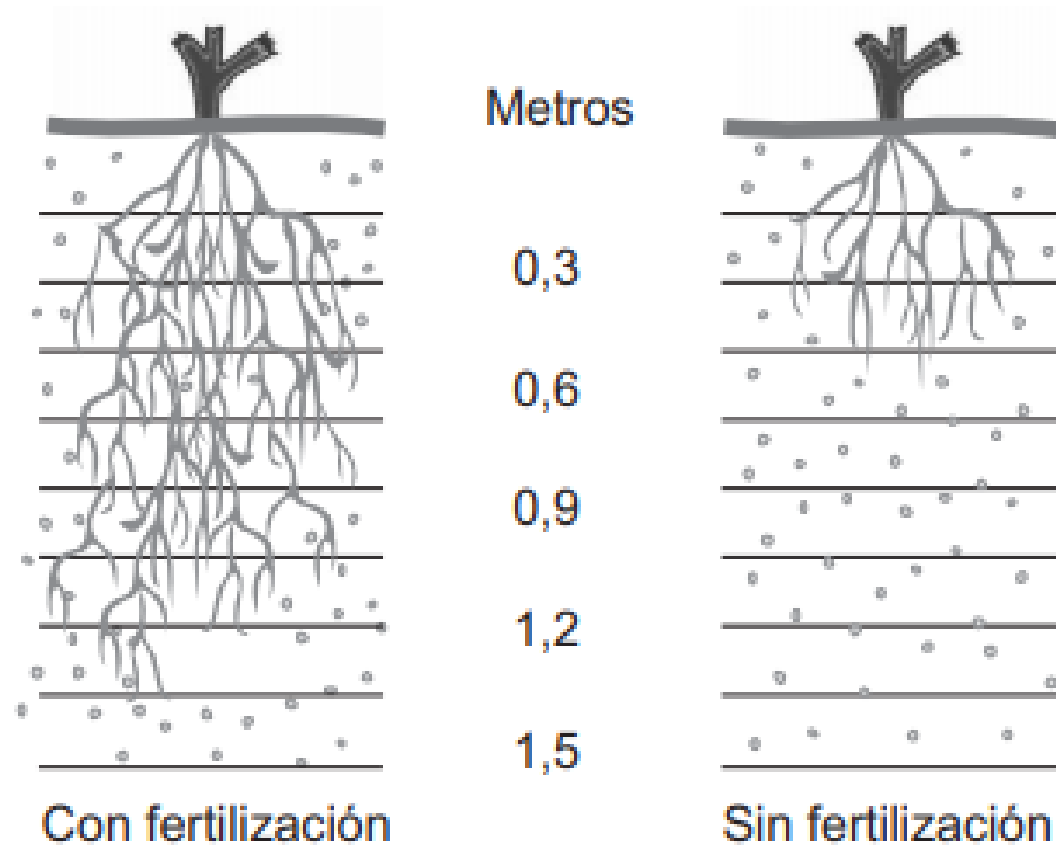 Metros
0,3
0,6
0,9
1,2
1,5
Con fertilización
Sin fertilización